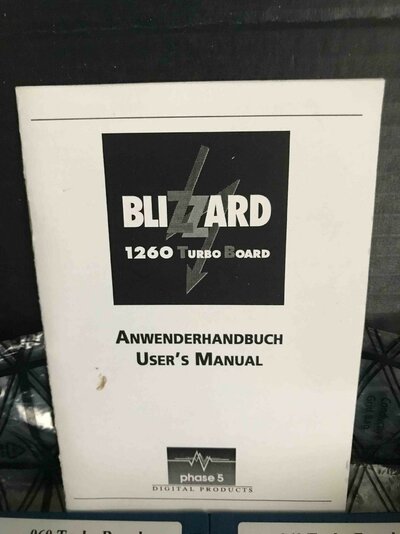 BLIZZARD
1260 TURBO BOARD
ANWENDERHANDBUCH
USER'S MANUAL
phase 5
DIGITAL PRODUCTS